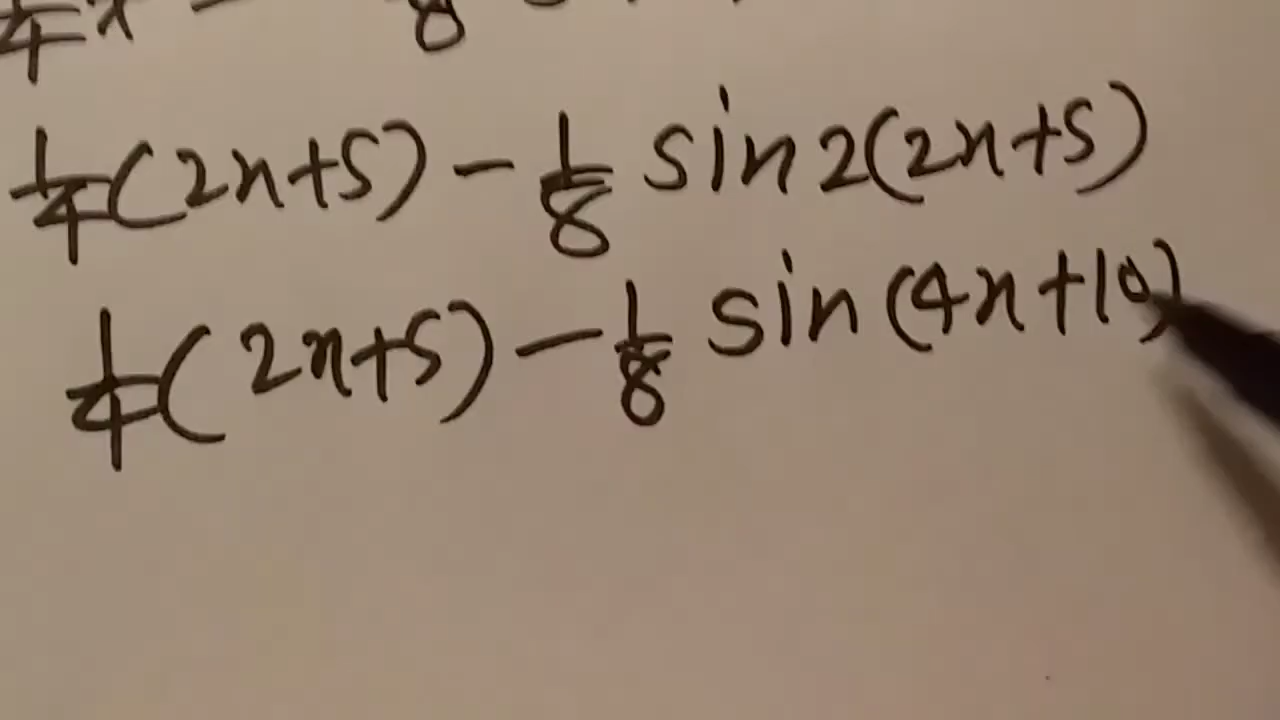 1/4(2x+5) - 1/8 sin2(2x+5)
1/4(2x+5) - 1/8 sin(4x+10)